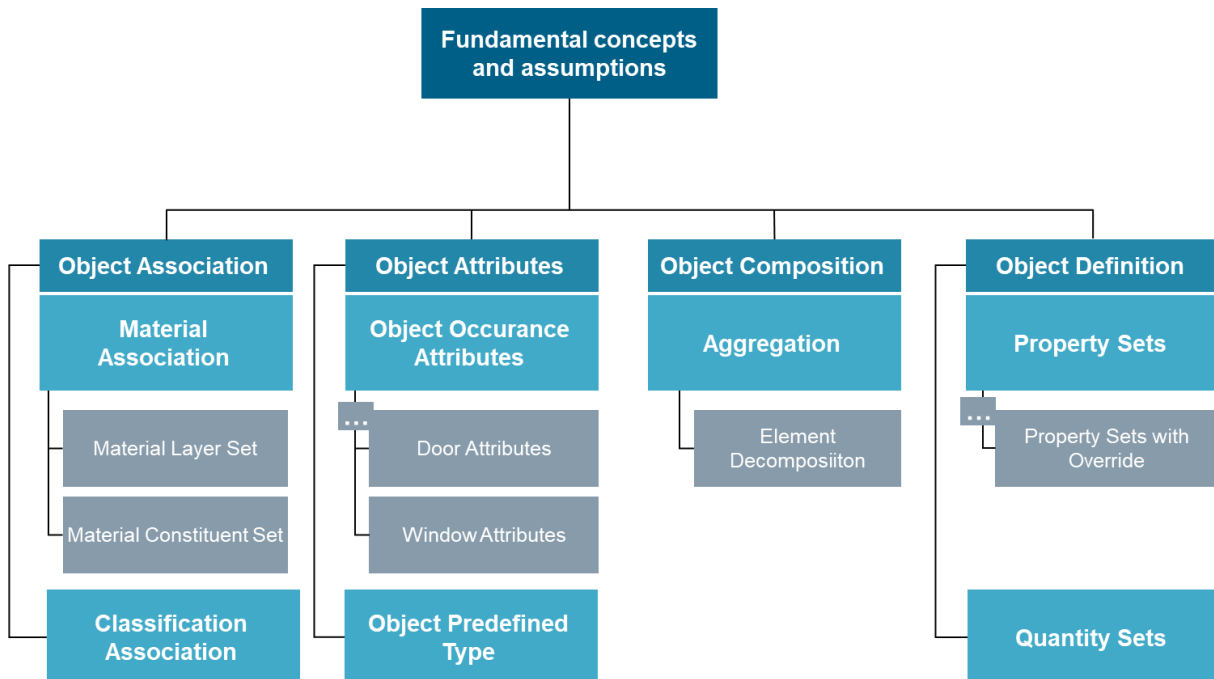 Fundamental concepts
and assumptions
Object Association
Material
Association
Material Layer Set
Material Constituent Set
Classification
Association
Object Attributes
Object Occurance
Attributes
...
Door Attributes
Window Attributes
Object Predefined
Type
Object Composition
Aggregation
Element
Decomposiiton
Object Definition
Property Sets
...
Property Sets with
Override
Quantity Sets